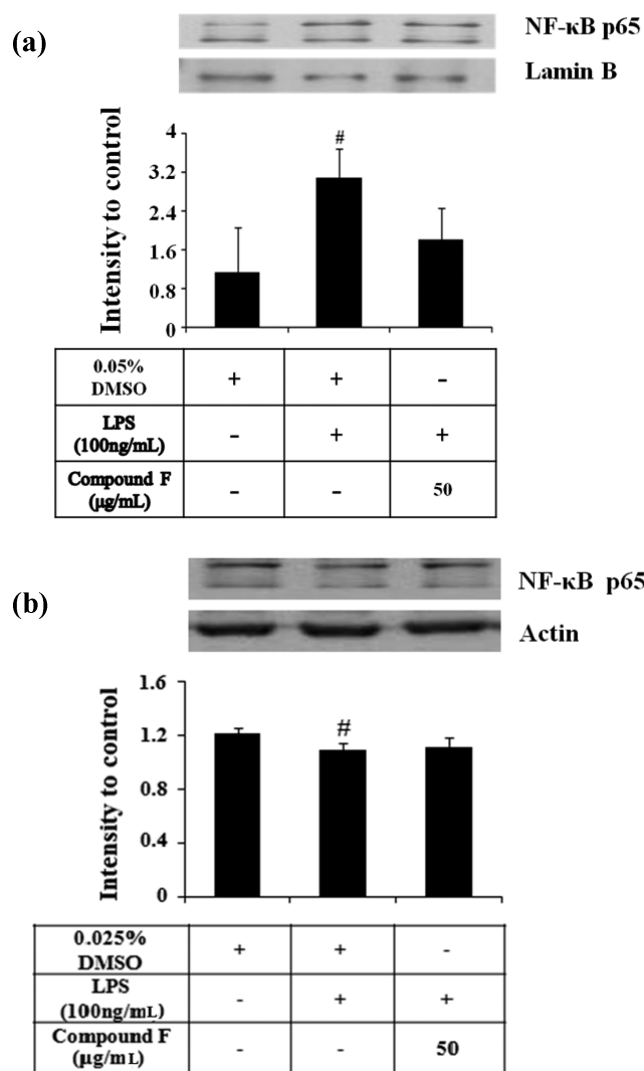 (a)
NF-κB p65
Lamin B
Intensity to control
4
3.2
2.4
1.6
0.8
0
#
0.05% DMSO + + -
LPS (100ng/mL) - + +
Compound F (μg/mL) - - 50
(b)
NF-κB p65
Actin
Intensity to control
1.6
1.2
0.8
0.4
0
#
0.025% DMSO + + -
LPS (100ng/mL) - + +
Compound F (μg/mL) - - 50